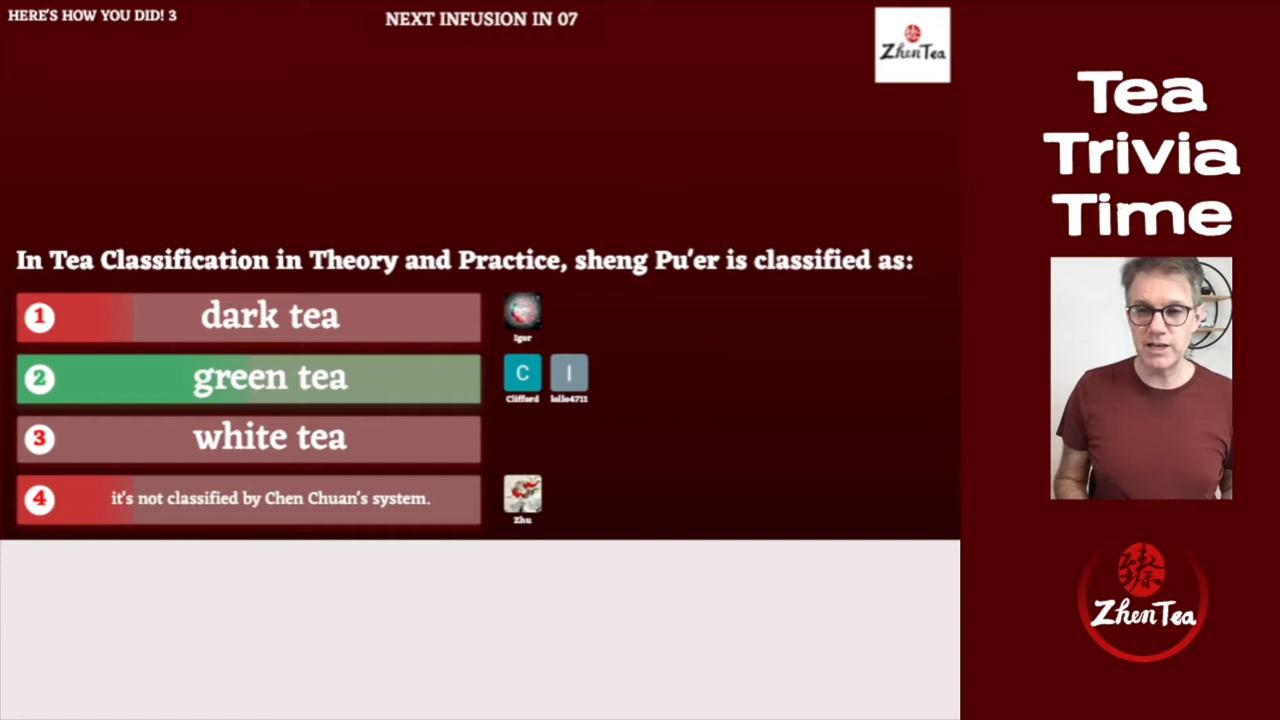 HERE'S HOW YOU DID! 3
NEXT INFUSION IN 07
ZhenTea
Tea
Trivia
Time
In Tea Classification in Theory and Practice, sheng Pu'er is classified as:
1 dark tea
Igor
2 green tea
C I
Clifford lollo4711
3 white tea
4 it's not classified by Chen Chuan's system.
Zhu
臻
ZhenTea